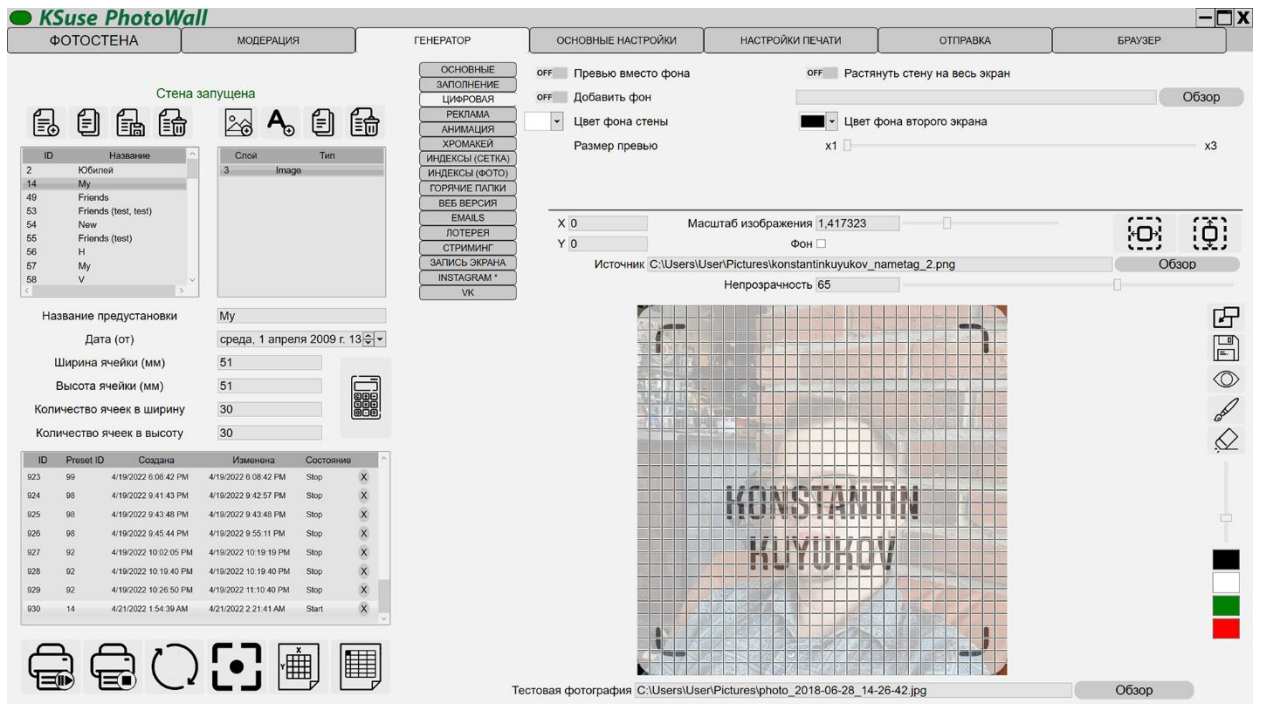 KSuse PhotoWall
X
ФОТОСТЕНА МОДЕРАЦИЯ ГЕНЕРАТОР ОСНОВНЫЕ НАСТРОЙКИ НАСТРОЙКИ ПЕЧАТИ ОТПРАВКА БРАУЗЕР
Стена запущена
ID Название
2 Юбилей
14 My
49 Friends
53 Friends (test, test)
54 New
55 Friends (test)
56 H
57 My
58 V
Слой Тип
3 Image
Название предустановки My
Дата (от) среда, 1 апреля 2009 г. 13
Ширина ячейки (мм) 51
Высота ячейки (мм) 51
Количество ячеек в ширину 30
Количество ячеек в высоту 30
ID Preset ID Создана Изменена Состояние
923 99 4/19/2022 6:08:42 PM 4/19/2022 6:08:42 PM Stop X
924 98 4/19/2022 9:41:43 PM 4/19/2022 9:42:57 PM Stop X
925 98 4/19/2022 9:43:48 PM 4/19/2022 9:43:48 PM Stop X
926 98 4/19/2022 9:45:44 PM 4/19/2022 9:55:11 PM Stop X
927 92 4/19/2022 10:02:05 PM 4/19/2022 10:19:19 PM Stop X
928 92 4/19/2022 10:19:40 PM 4/19/2022 10:19:40 PM Stop X
929 92 4/19/2022 10:26:50 PM 4/19/2022 11:10:40 PM Stop X
930 14 4/21/2022 1:54:39 AM 4/21/2022 2:21:41 AM Start X
X
Y
ОСНОВНЫЕ
ЗАПОЛНЕНИЕ
ЦИФРОВАЯ
РЕКЛАМА
АНИМАЦИЯ
ХРОМАКЕЙ
ИНДЕКСЫ (СЕТКА)
ИНДЕКСЫ (ФОТО)
ГОРЯЧИЕ ПАПКИ
ВЕБ ВЕРСИЯ
EMAILS
ЛОТЕРЕЯ
СТРИМИНГ
ЗАПИСЬ ЭКРАНА
INSTAGRAM *
VK
OFF Превью вместо фона OFF Растянуть стену на весь экран
OFF Добавить фон Обзор
Цвет фона стены Цвет фона второго экрана
Размер превью x1 x3
X 0 Масштаб изображения 1,417323
Y 0 Фон
Источник C:\Users\User\Pictures\konstantinkuyukov_nametag_2.png Обзор
Непрозрачность 65
KONSTANTIN
KUYUKOV
Тестовая фотография C:\Users\User\Pictures\photo_2018-06-28_14-26-42.jpg Обзор